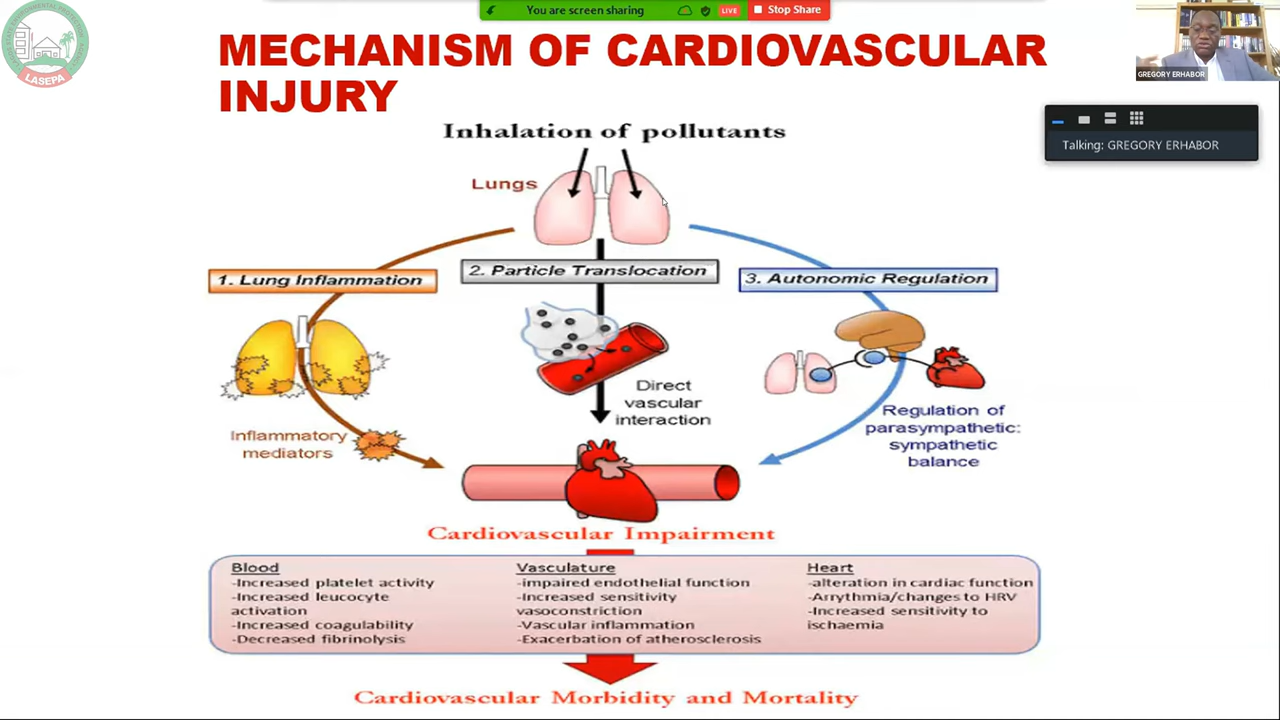 You are screen sharing
LIVE
Stop Share
LASEPA
MECHANISM OF CARDIOVASCULAR
INJURY
GREGORY ERHABOR
Talking: GREGORY ERHABOR
Inhalation of pollutants
Lungs
1. Lung Inflammation
2. Particle Translocation
3. Autonomic Regulation
Direct
vascular
interaction
Inflammatory
mediators
Regulation of
parasympathetic:
sympathetic
balance
Cardiovascular Impairment
Blood
-Increased platelet activity
-Increased leucocyte
activation
-Increased coagulability
-Decreased fibrinolysis
Vasculature
-impaired endothelial function
-Increased sensitivity
vasoconstriction
-Vascular inflammation
-Exacerbation of atherosclerosis
Heart
-alteration in cardiac function
-Arrythmia/changes to HRV
-Increased sensitivity to
ischaemia
Cardiovascular Morbidity and Mortality